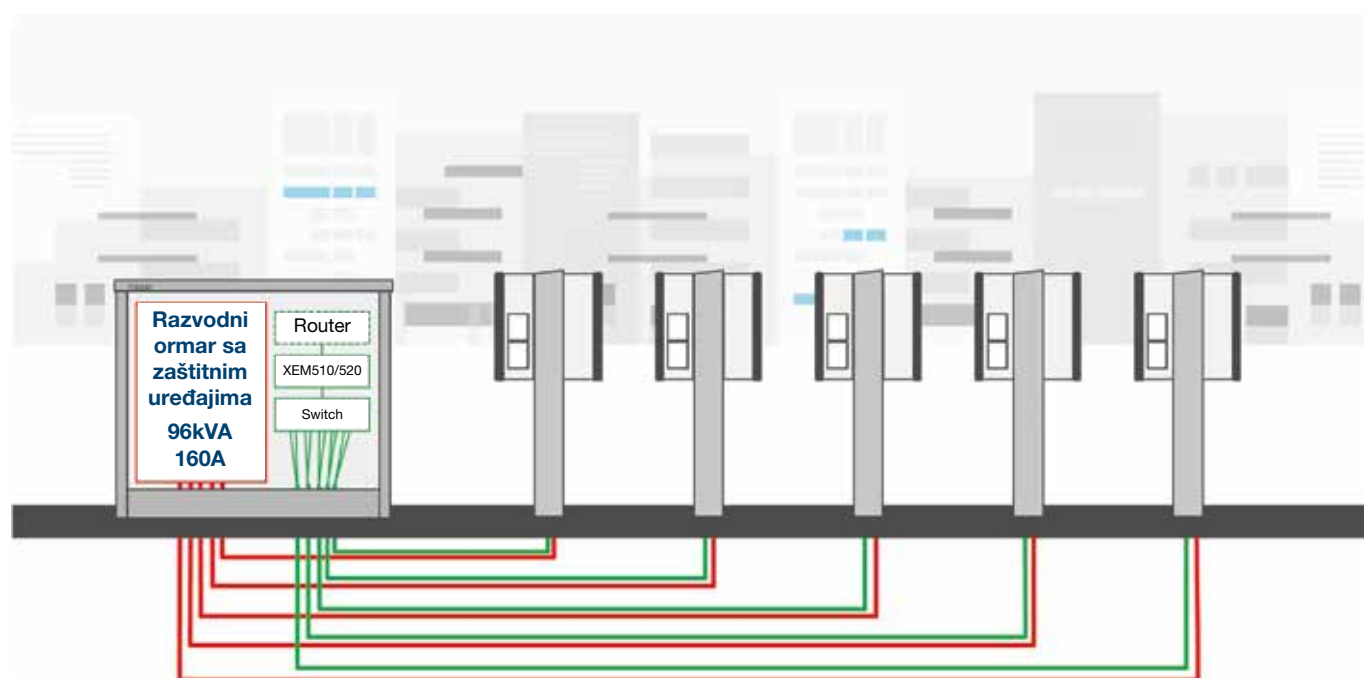 Razvodni
ormar sa
zaštitnim
uređajima
96kVA
160A
Router
XEM510/520
Switch